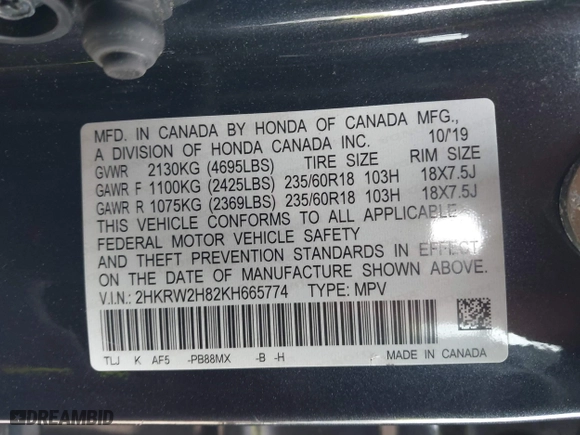 MFD. IN CANADA BY HONDA OF CANADA MFG.,
A DIVISION OF HONDA CANADA INC. 10/'19
GVWR 2130KG (4695LBS) TIRE SIZE RIM SIZE
GAWR F 1100KG (2425LBS) 235/60R18 103H 18X7.5J
GAWR R 1075KG (2369LBS) 235/60R18 103H 18X7.5J
THIS VEHICLE CONFORMS TO ALL APPLICABLE
FEDERAL MOTOR VEHICLE SAFETY
AND THEFT PREVENTION STANDARDS IN EFFECT
ON THE DATE OF MANUFACTURE SHOWN ABOVE.
V.I.N.: 2HKRW2H82KH665774 TYPE: MPV
TLJ K AF5 -PB88MX -B -H MADE IN CANADA
DREAMBID